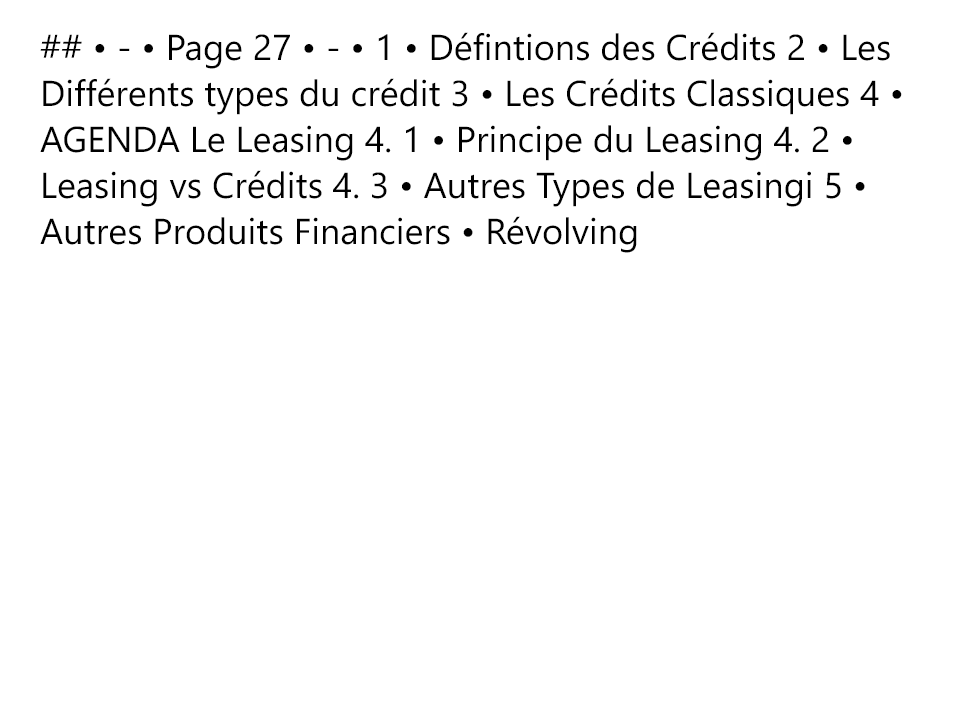 ## • - • Page 27 • - • 1 • Défintions des Crédits 2 • Les
Différents types du crédit 3 • Les Crédits Classiques 4 •
AGENDA Le Leasing 4. 1 • Principe du Leasing 4. 2 •
Leasing vs Crédits 4. 3 • Autres Types de Leasingi 5 •
Autres Produits Financiers • Révolving